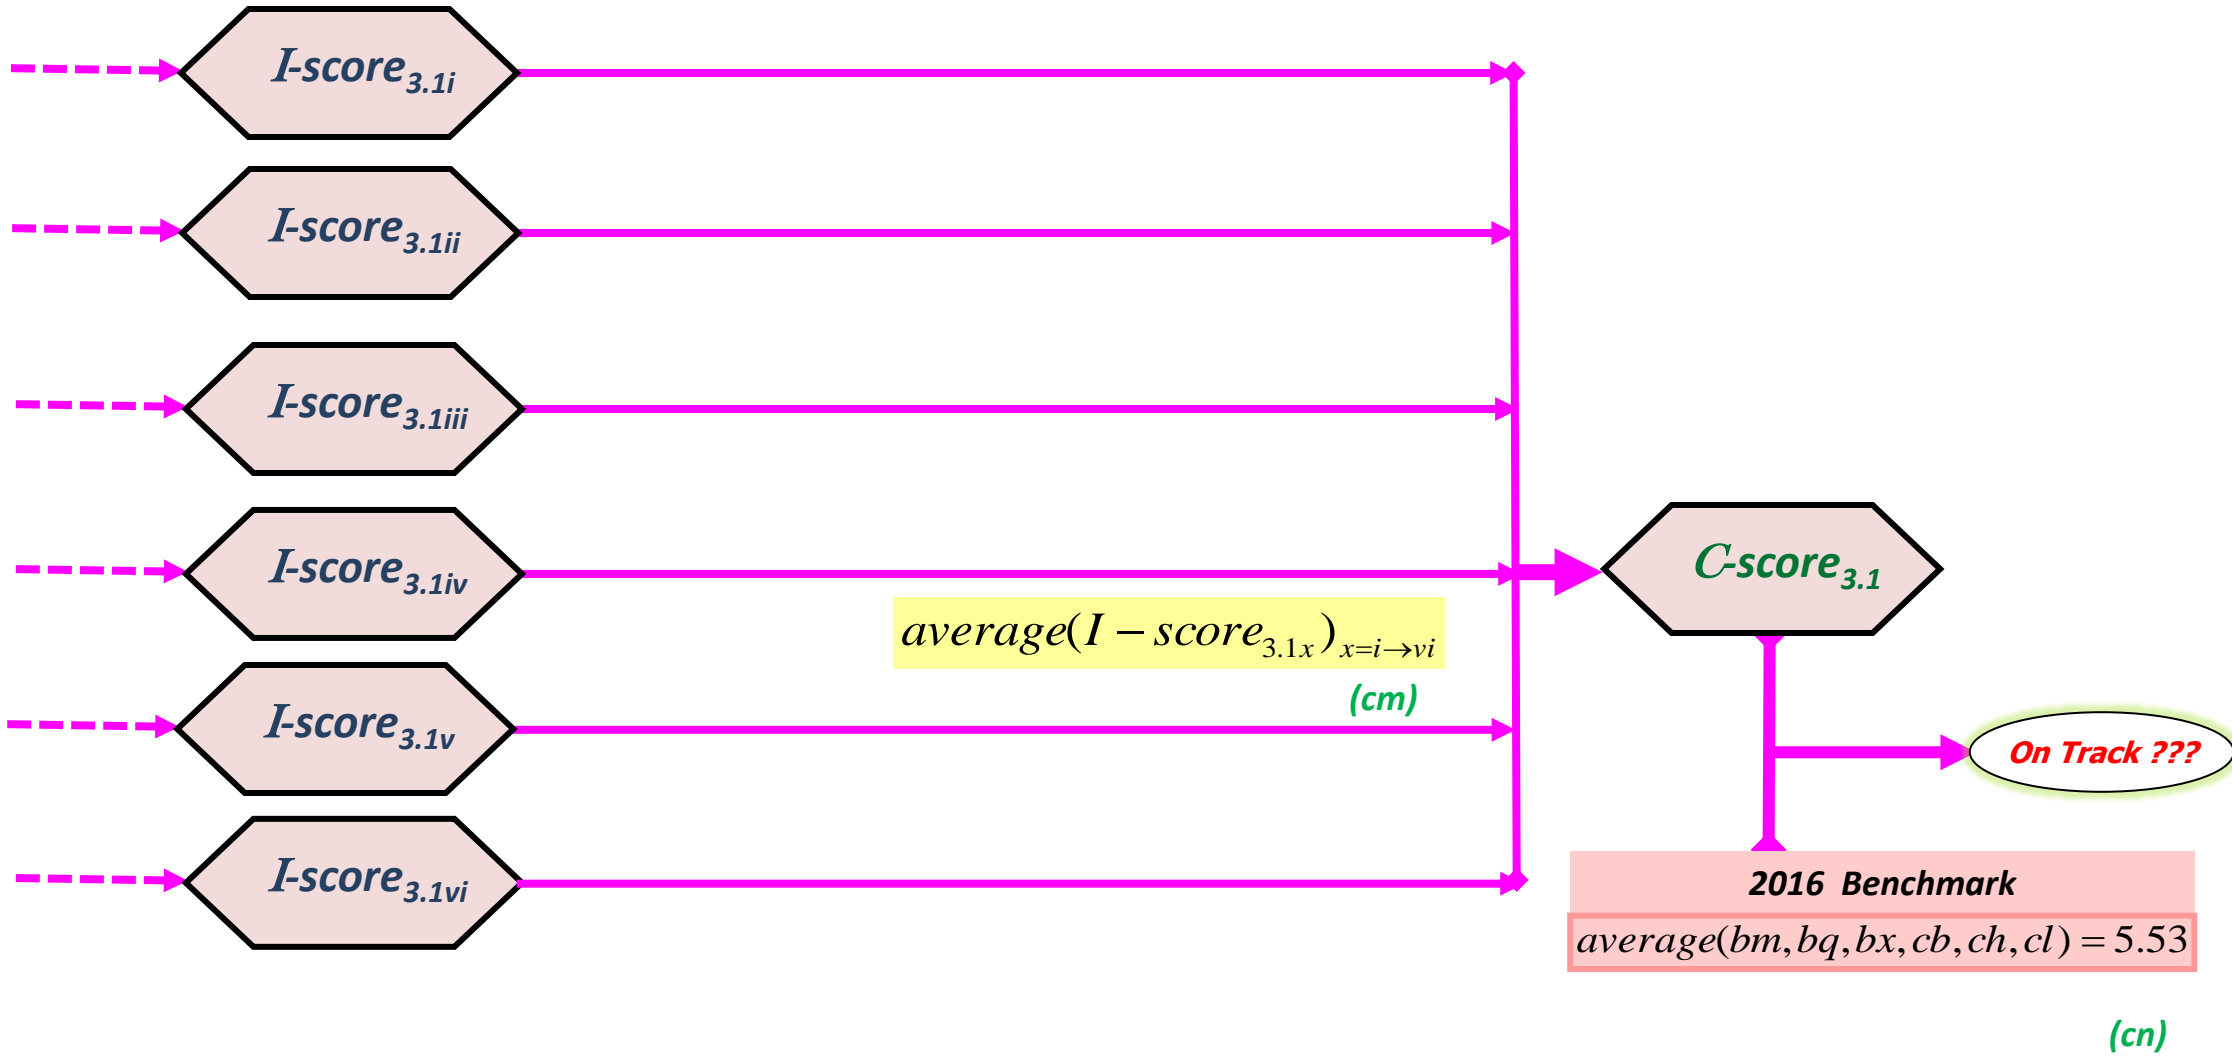 I-score3.1i
I-score3.1ii
I-score3.1iii
I-score3.1iv
average(I − score3.1x)x=i→vi
(cm)
I-score3.1v
I-score3.1vi
C-score3.1
On Track ???
2016 Benchmark
average(bm,bq,bx,cb,ch,cl) = 5.53
(cn)